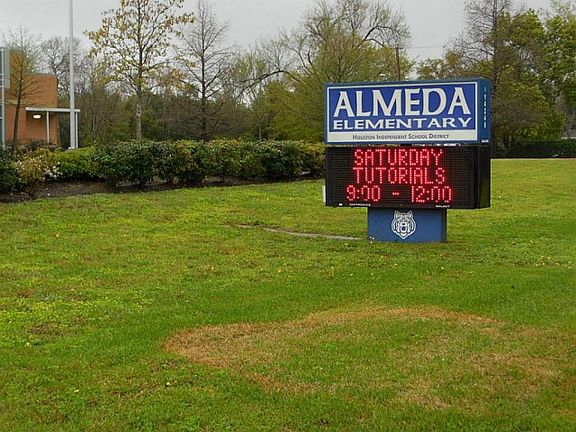 ALMEDA
ELEMENTARY
Houston Independent School District
SATURDAY
TUTORIALS
9:00 - 12:00